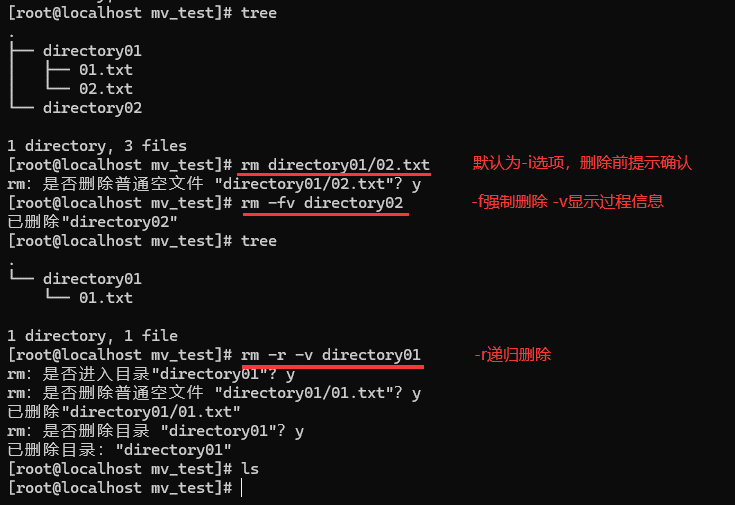 [root@localhost mv_test]# tree
.
├── directory01
│   ├── 01.txt
│   └── 02.txt
└── directory02
1 directory, 3 files
[root@localhost mv_test]# rm directory01/02.txt 默认为-i选项，删除前提示确认
rm：是否删除普通空文件 "directory01/02.txt"？y
[root@localhost mv_test]# rm -fv directory02 -f强制删除 -v显示过程信息
已删除"directory02"
[root@localhost mv_test]# tree
.
└── directory01
    └── 01.txt
1 directory, 1 file
[root@localhost mv_test]# rm -r -v directory01 -r递归删除
rm：是否进入目录"directory01"? y
rm：是否删除普通空文件 "directory01/01.txt"？y
已删除"directory01/01.txt"
rm：是否删除目录 "directory01"？y
已删除目录："directory01"
[root@localhost mv_test]# ls
[root@localhost mv_test]#